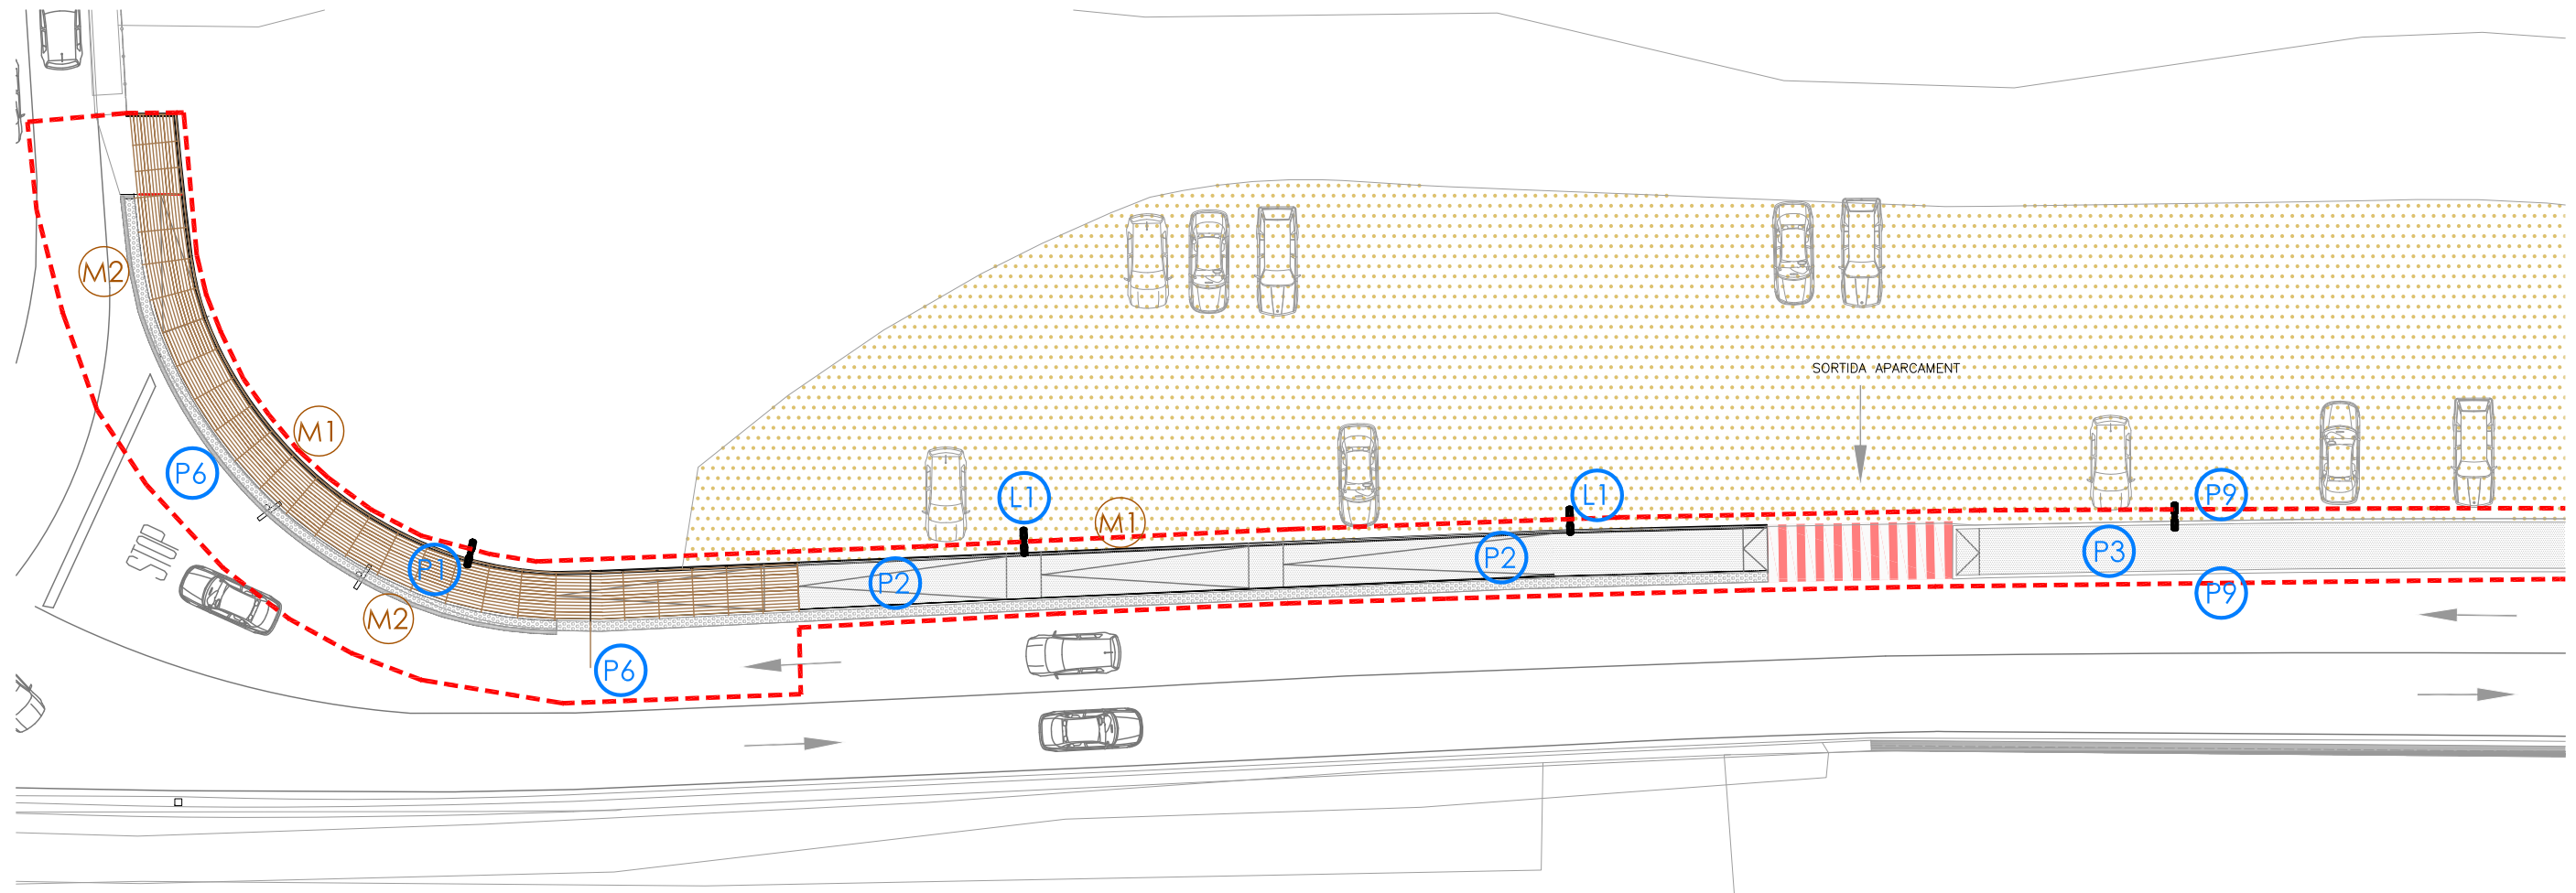 M2
SORTIDA APARCAMENT
M1
P6
L1
L1
P9
M1
STOP
P1
P2
P2
P3
P9
M2
P6